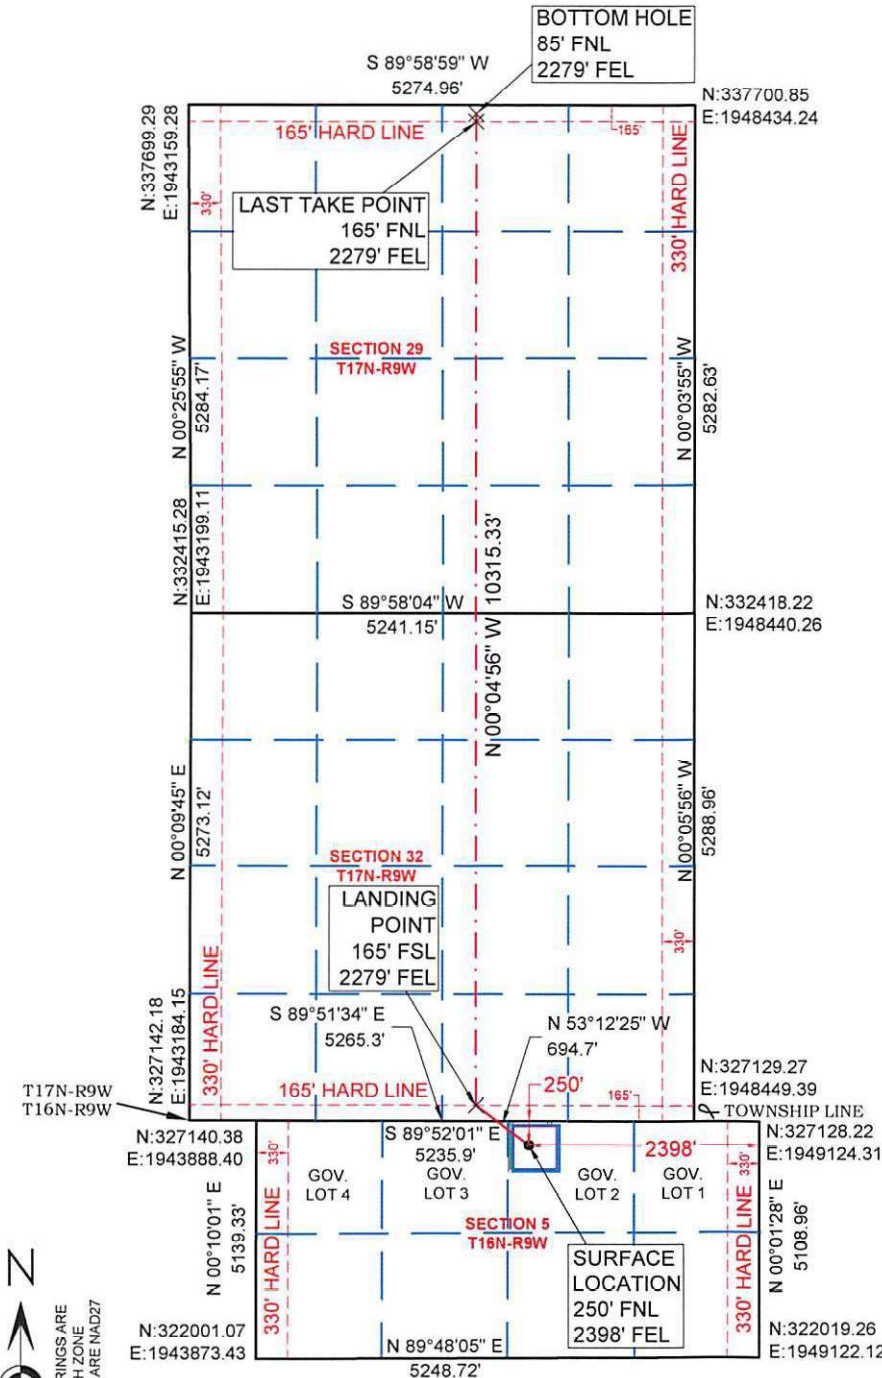 BOTTOM HOLE
85' FNL
2279' FEL
S 89°58'59" W
5274.96'
N:337700.85
E:1948434.24
N:337699.29
E:1943159.28
165' HARD LINE
165'
330' HARD LINE
330'
LAST TAKE POINT
165' FNL
2279' FEL
SECTION 29
T17N-R9W
N 00°25'55" W
5284.17'
N 00°03'55" W
5282.63'
N:332415.28
E:1943199.11
S 89°58'04" W
5241.15'
N 00°04'56" W 10315.33'
N:332418.22
E:1948440.26
N 00°09'45" E
5273.12'
N 00°05'56" W
5288.96'
SECTION 32
T17N-R9W
LANDING
POINT
165' FSL
2279' FEL
330'
330' HARD LINE
N:327142.18
E:1943184.15
S 89°51'34" E
5265.3'
N 53°12'25" W
694.7'
165' HARD LINE
250'
165'
N:327129.27
E:1948449.39
T17N-R9W
T16N-R9W
TOWNSHIP LINE
N:327140.38
E:1943888.40
S 89°52'01" E
5235.9'
2398'
N:327128.22
E:1949124.31
330'
330'
GOV.
LOT 4
GOV.
LOT 3
GOV.
LOT 2
GOV.
LOT 1
SECTION 5
T16N-R9W
N 00°10'01" E
5139.33'
330' HARD LINE
330' HARD LINE
N 00°01'28" E
5108.96'
SURFACE
LOCATION
250' FNL
2398' FEL
N:322001.07
E:1943873.43
N 89°48'05" E
5248.72'
N:322019.26
E:1949122.12
N
RINGS ARE
H ZONE
ARE NAD27